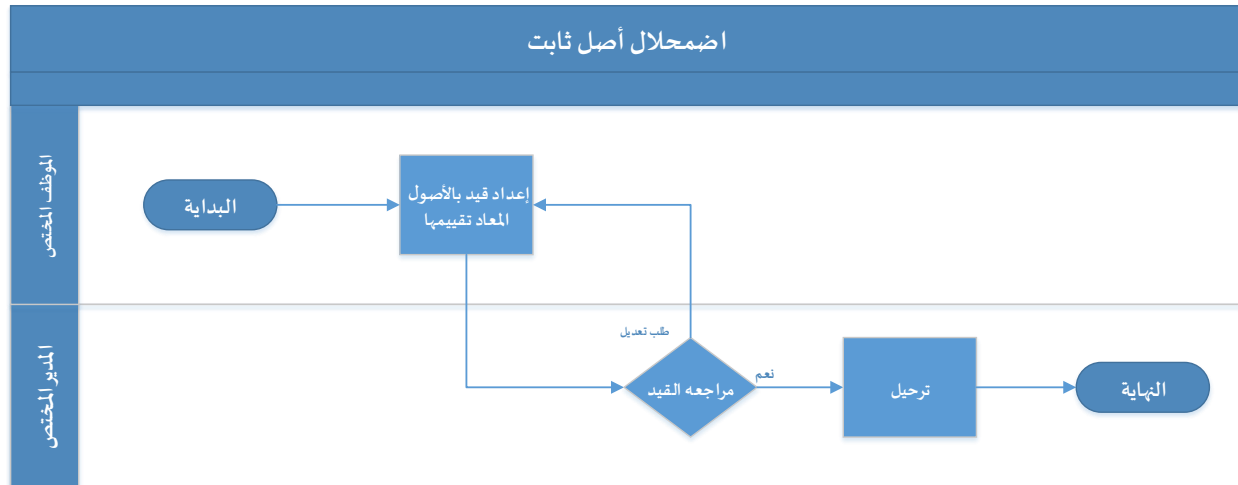 اضمحلال أصل ثابت
الموظف المختص
البداية
إعداد قيد بالأصول
المعاد تقييمها
المدير المختص
طلب تعديل
مراجعه القيد
نعم
ترحيل
النهاية